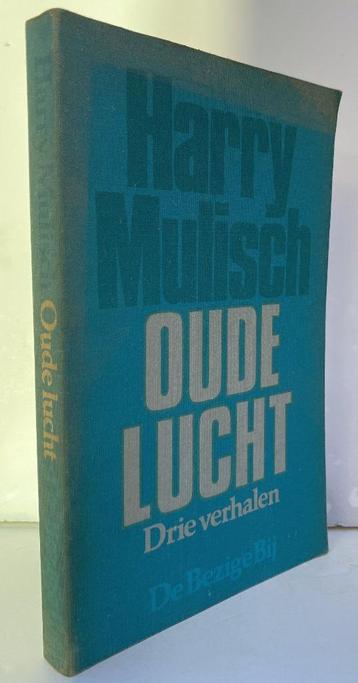 Harry
Mulisch
OUDE
LUCHT
Drie verhalen
De Bezige Bij
Harry Mulisch Oude lucht